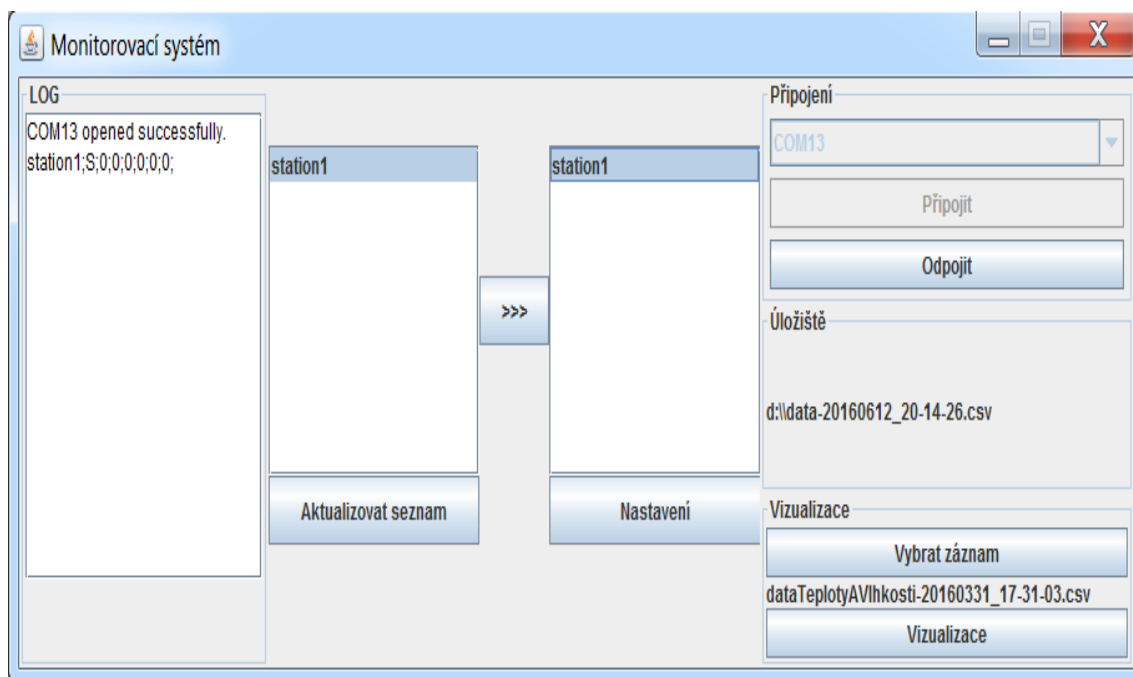 Monitorovací systém
LOG
COM13 opened successfully.
station1;S;0;0;0;0;0;0;
station1
Aktualizovat seznam
>>>
station1
Nastavení
Připojení
COM13
Připojit
Odpojit
Úložiště
d:\\data-20160612_20-14-26.csv
Vizualizace
Vybrat záznam
dataTeplotyAVlhkosti-20160331_17-31-03.csv
Vizualizace